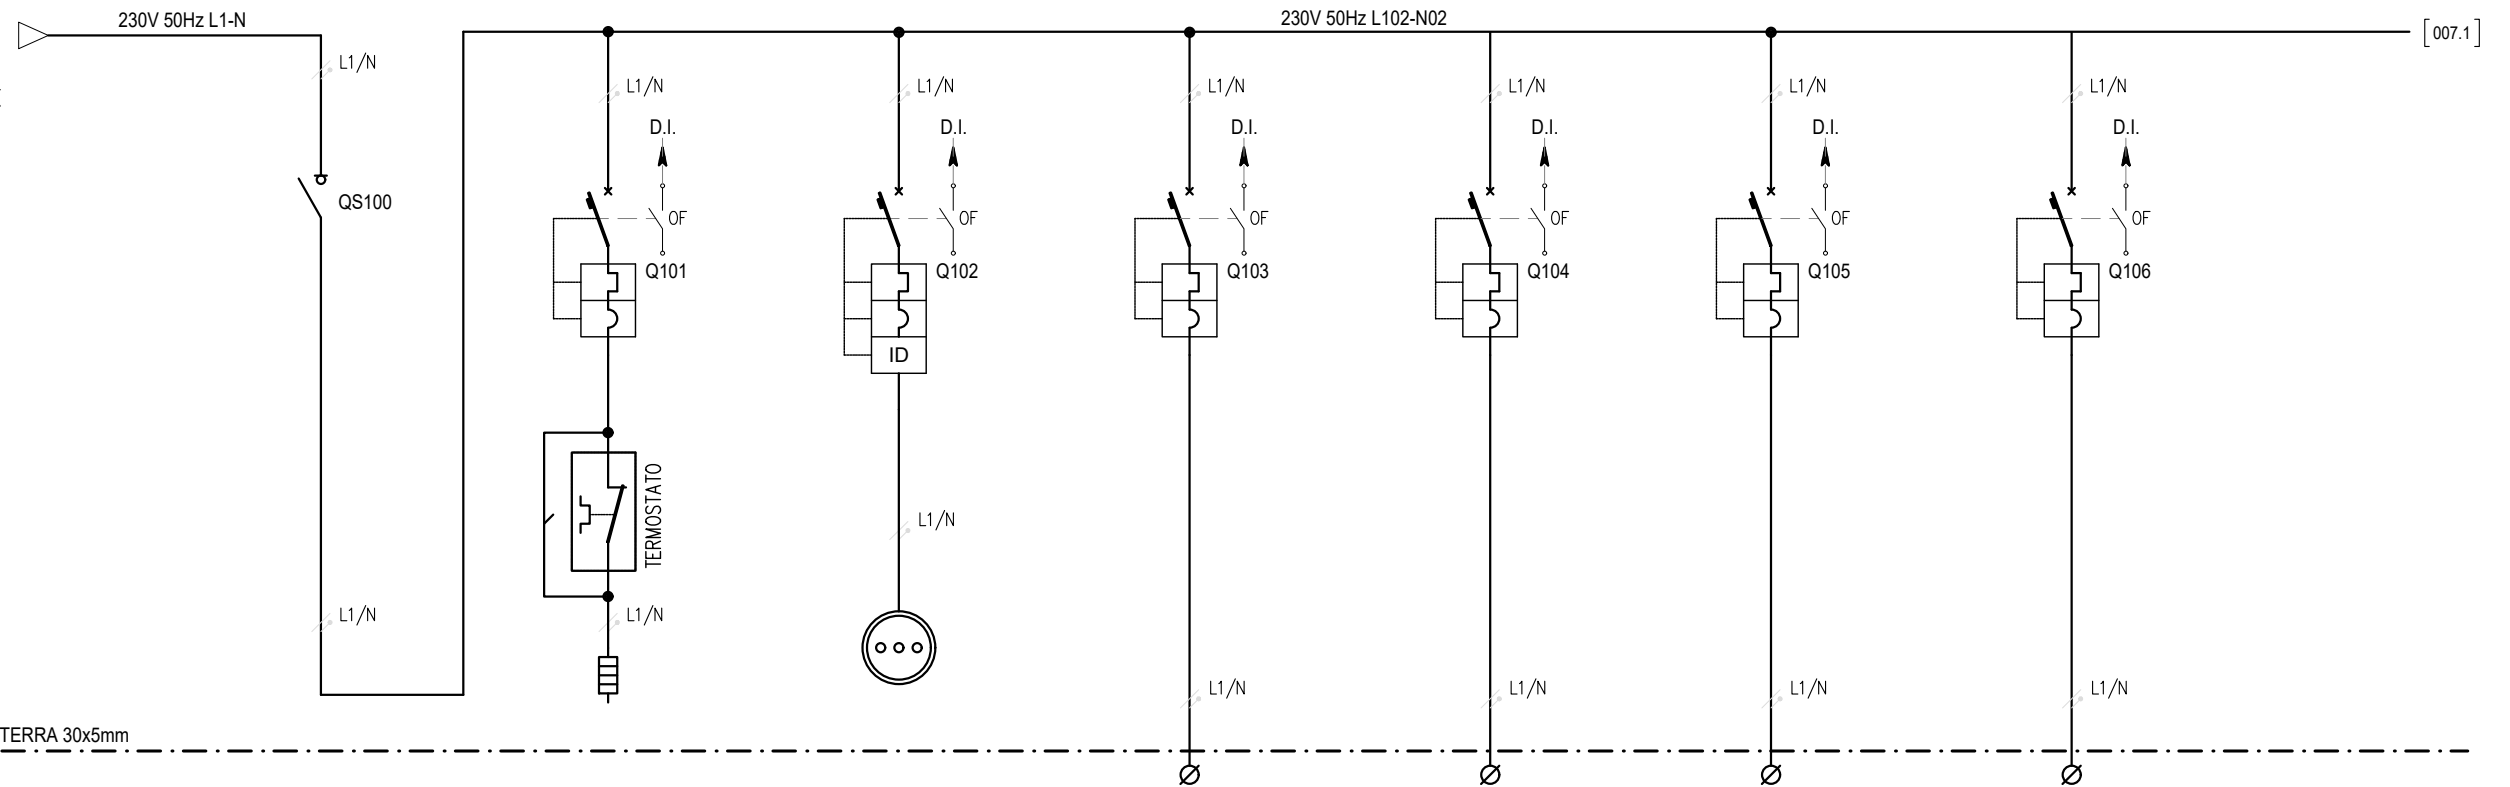 230V 50Hz L1-N
230V 50Hz L102-N02
007.1
L1/N
L1/N
L1/N
L1/N
L1/N
L1/N
L1/N
D.I.
D.I.
D.I.
D.I.
D.I.
D.I.
QS100
OF
OF
OF
OF
OF
OF
Q101
Q102
Q103
Q104
Q105
Q106
ID
TERMOSTATO
L1/N
L1/N
L1/N
L1/N
L1/N
L1/N
L1/N
TERRA 30x5mm